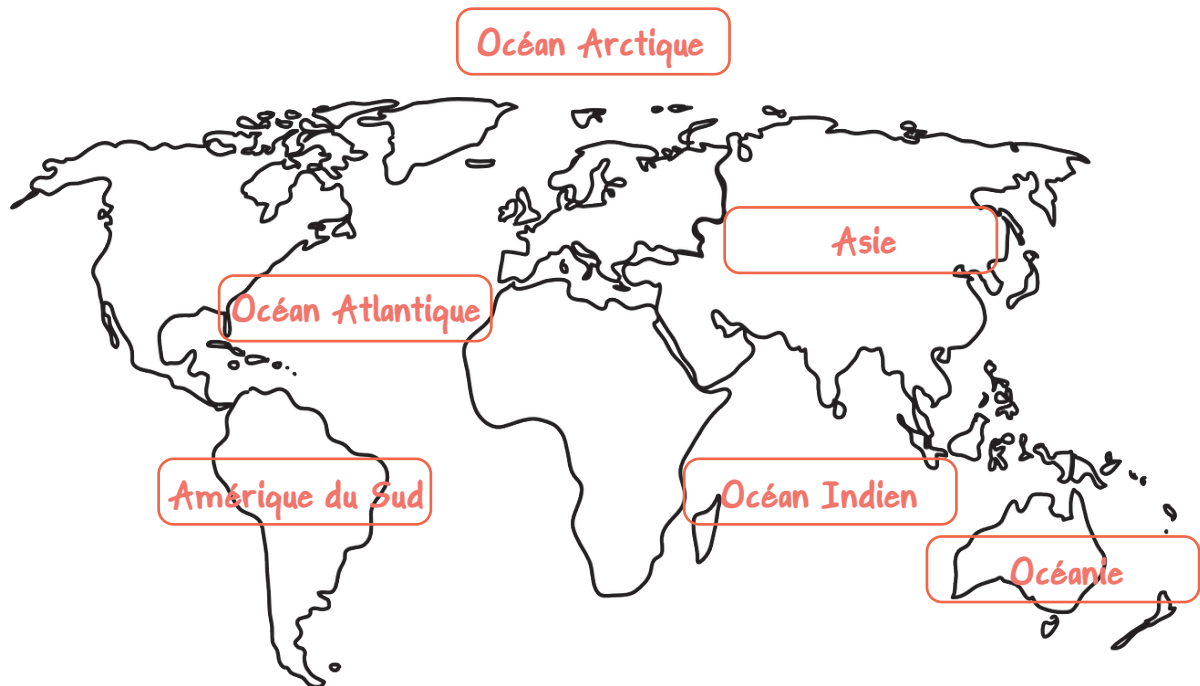 Océan Arctique
Asie
Océan Atlantique
Amérique du Sud
Océan Indien
Océanie